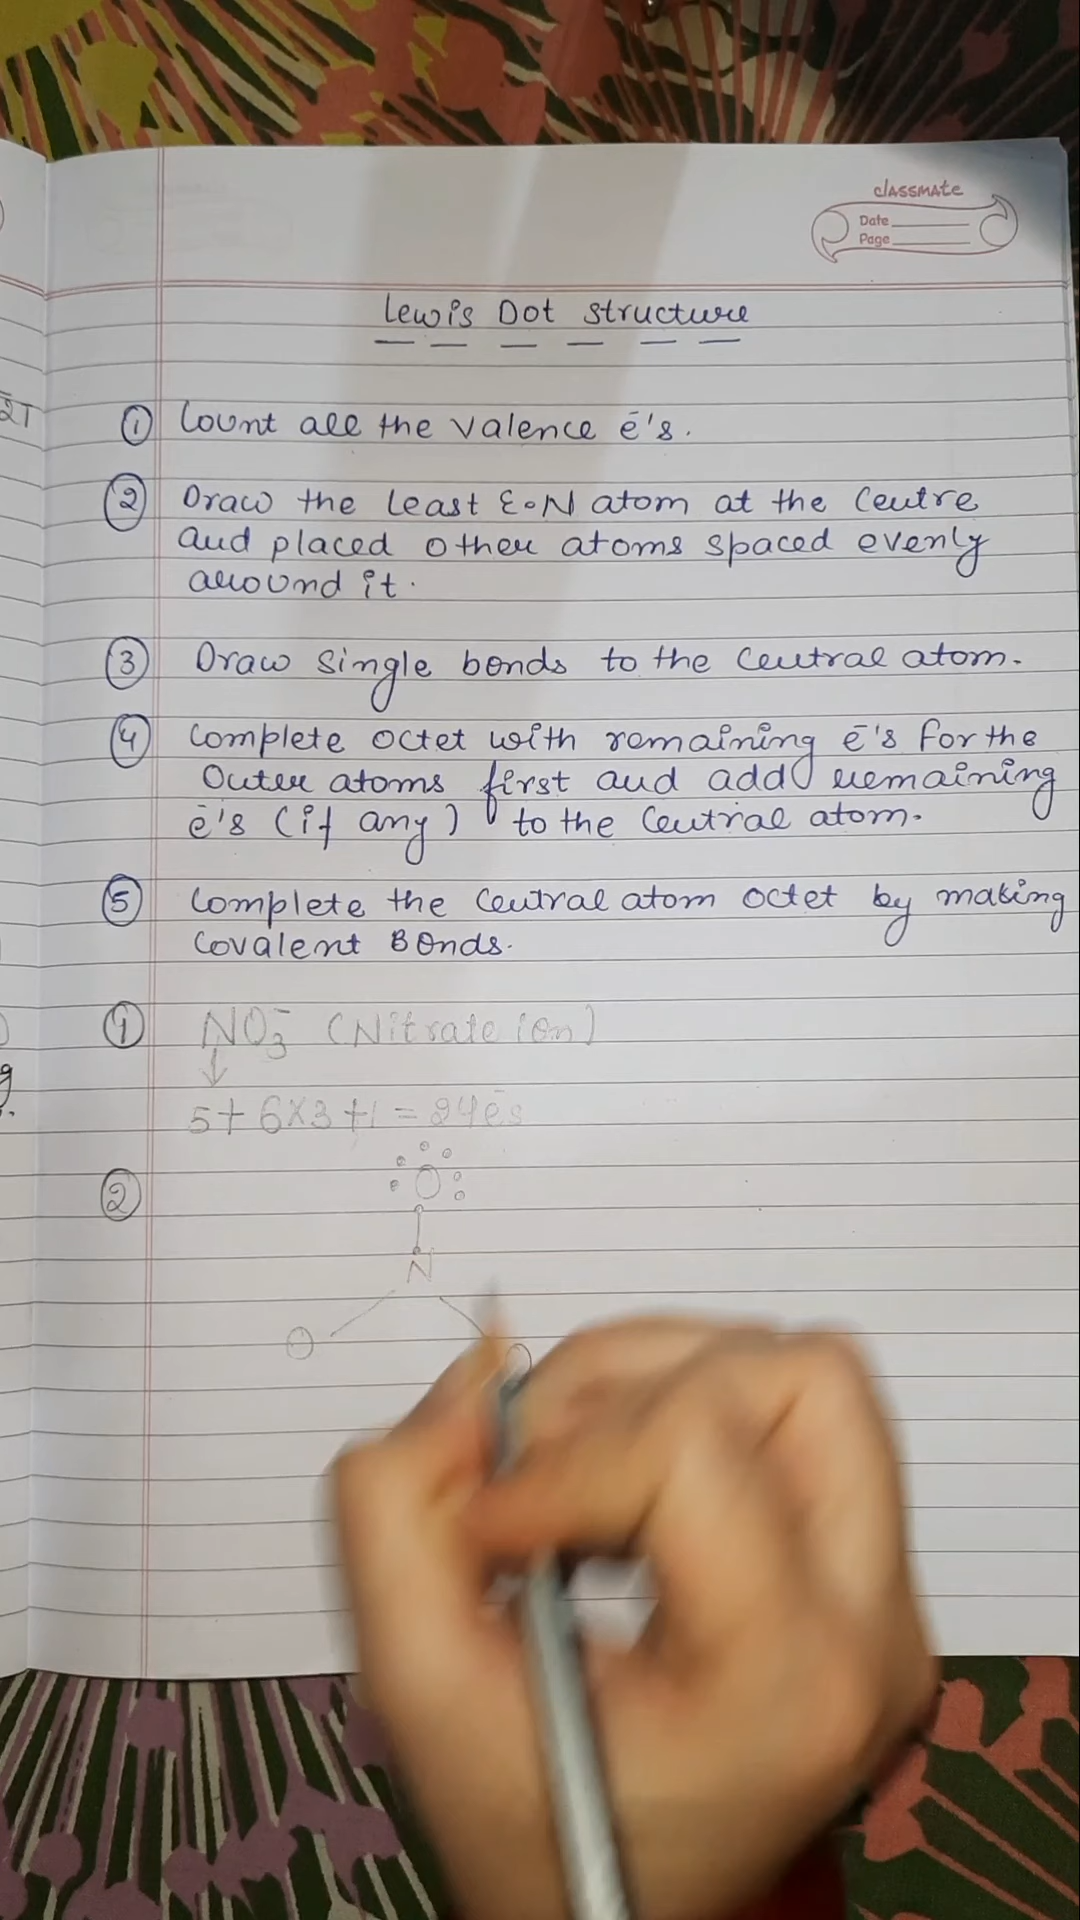 classmate
Date
Page
Lewis Dot structure
① Count all the valence ē's.
② Draw the least E.N atom at the centre
and placed other atoms spaced evenly
around it.
③ Draw single bonds to the central atom.
④ Complete octet with remaining ē's for the
outer atoms first and add remaining
ē's (if any) to the central atom.
⑤ Complete the central atom octet by making
Covalent Bonds.
① NO₃⁻ (Nitrate ion)
↓
5+ 6×3 +1 = 24ēs
②
O
N
O O